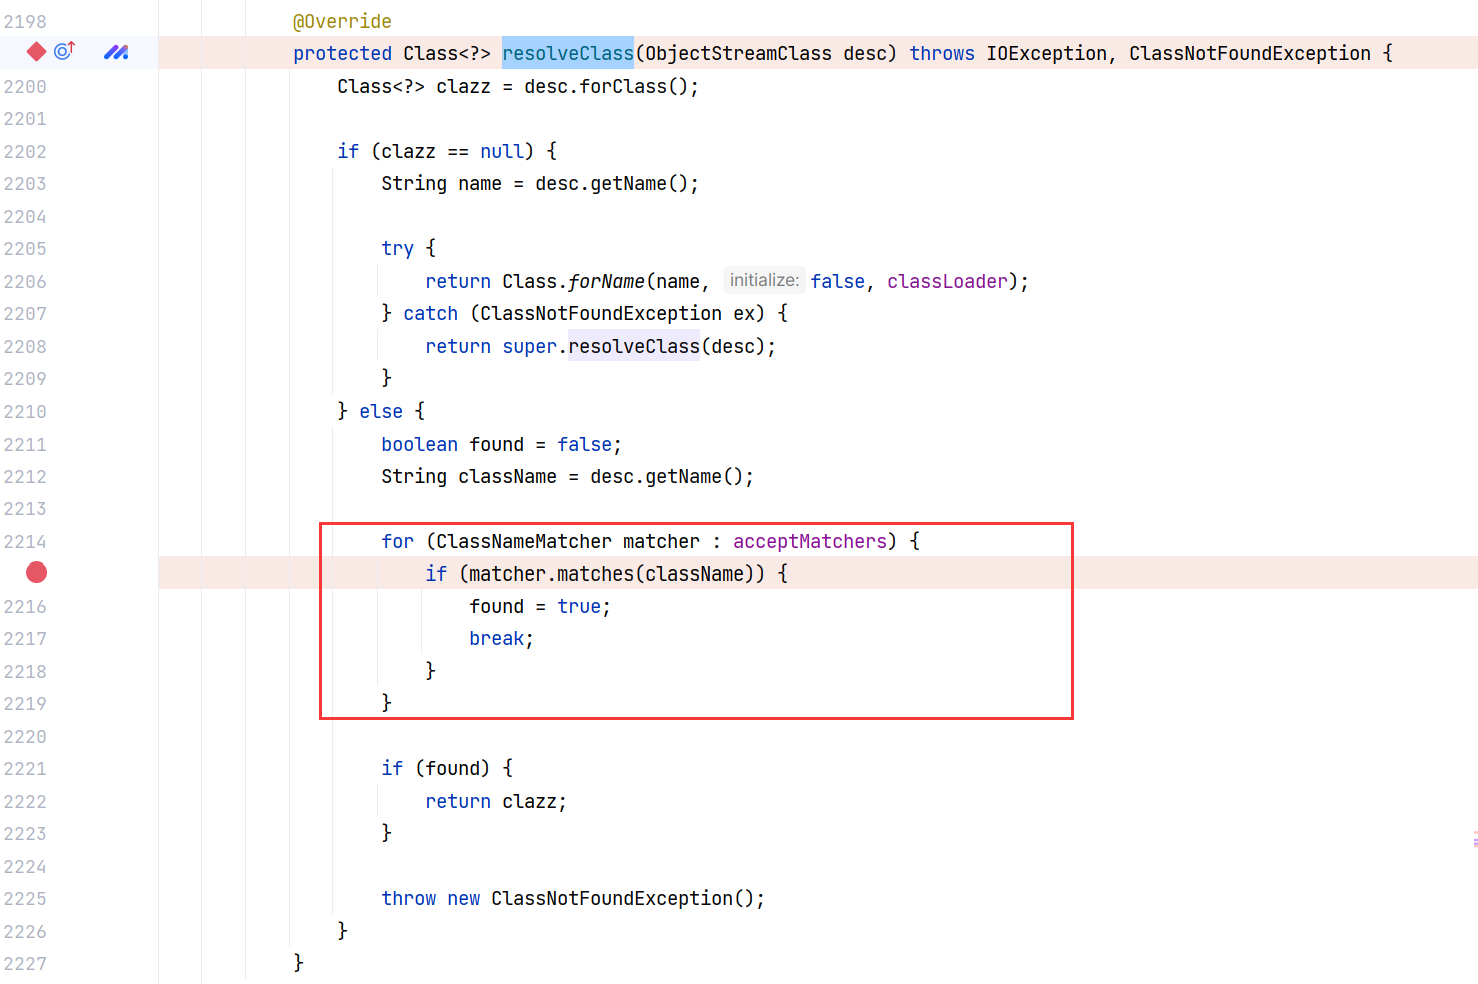 2198 @Override
protected Class<?> resolveClass(ObjectStreamClass desc) throws IOException, ClassNotFoundException {
2200 Class<?> clazz = desc.forClass();
2201
2202 if (clazz == null) {
2203 String name = desc.getName();
2204
2205 try {
2206 return Class.forName(name, initialize: false, classLoader);
2207 } catch (ClassNotFoundException ex) {
2208 return super.resolveClass(desc);
2209 }
2210 } else {
2211 boolean found = false;
2212 String className = desc.getName();
2213
2214 for (ClassNameMatcher matcher : acceptMatchers) {
if (matcher.matches(className)) {
2216 found = true;
2217 break;
2218 }
2219 }
2220
2221 if (found) {
2222 return clazz;
2223 }
2224
2225 throw new ClassNotFoundException();
2226 }
2227 }